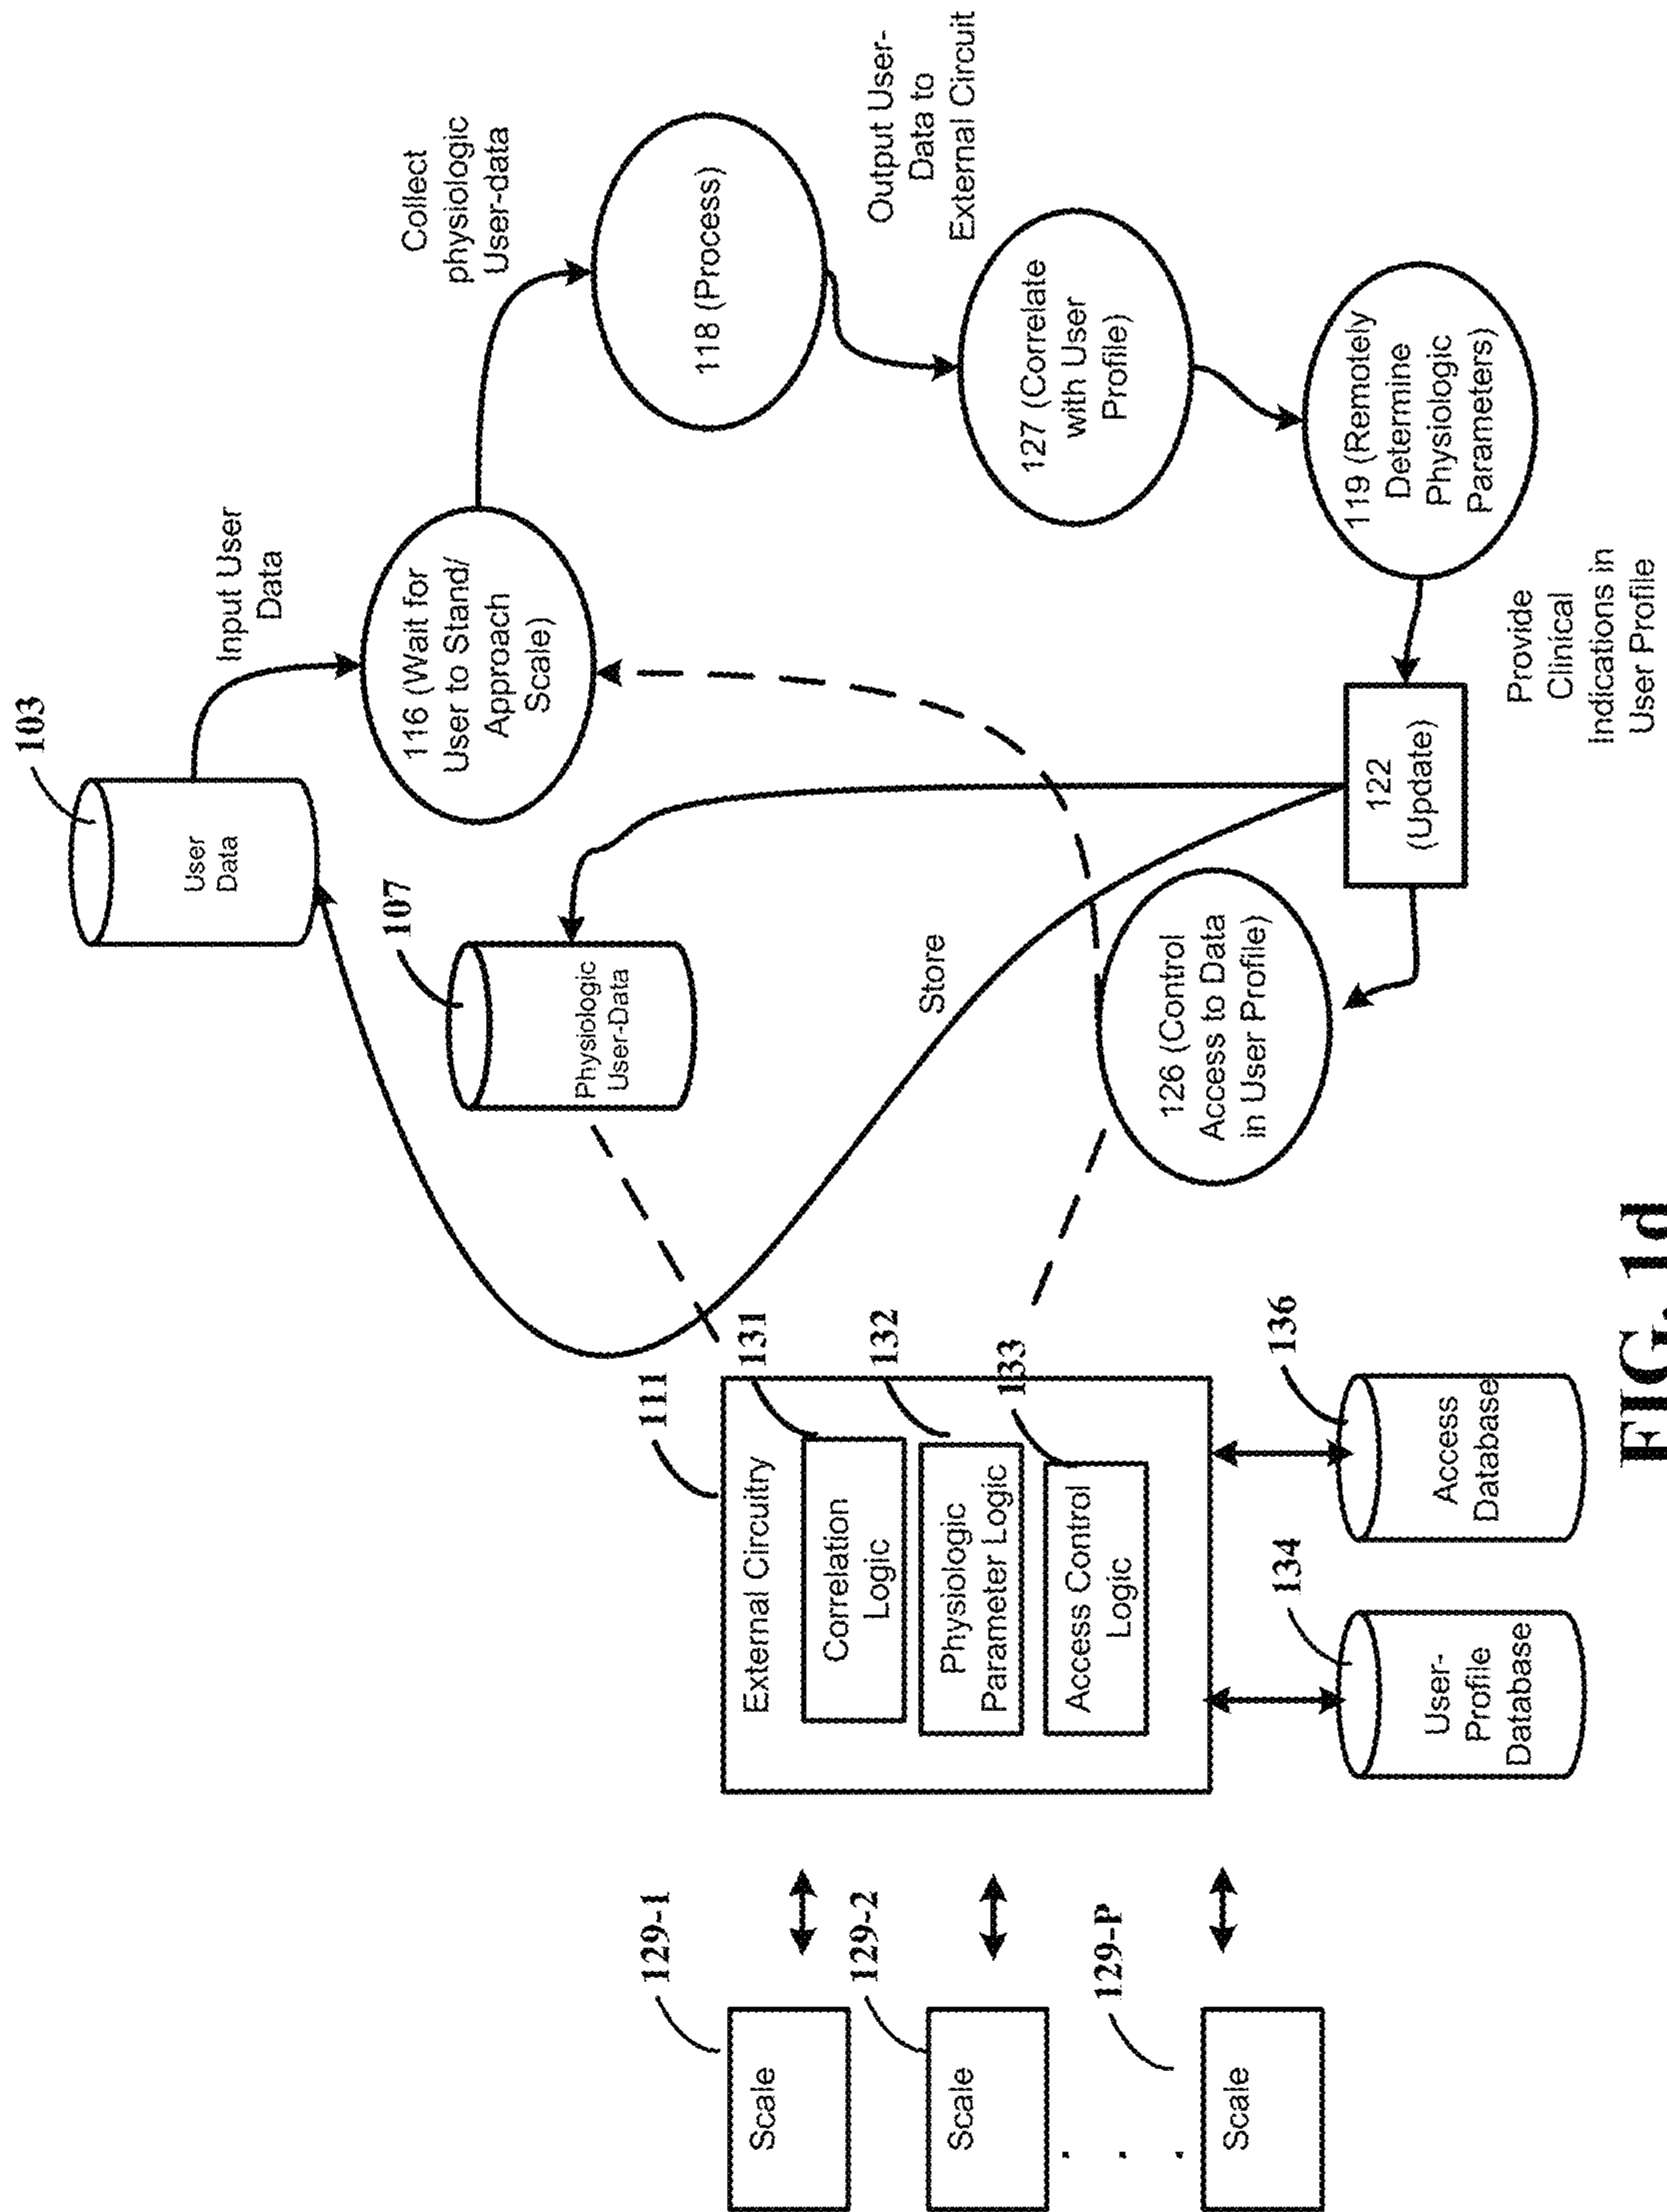 103
User
Data
Input User
Data
107
Physiologic
User-Data
116 (Wait for
User to Stand/
Approach
Scale)
Collect
physiologic
User-data
118 (Process)
Output User-
Data to
External Circuit
127 (Correlate
with User
Profile)
119 (Remotely
Determine
Physiologic
Parameters)
Provide
Clinical
Indications in
User Profile
122
(Update)
Store
126 (Control
Access to Data
in User Profile)
111
External Circuitry
131
Correlation
Logic
132
Physiologic
Parameter Logic
133
Access Control
Logic
134
User-
Profile
Database
136
Access
Database
129-1
Scale
129-2
Scale
. . .
129-P
Scale
FIG. 1d